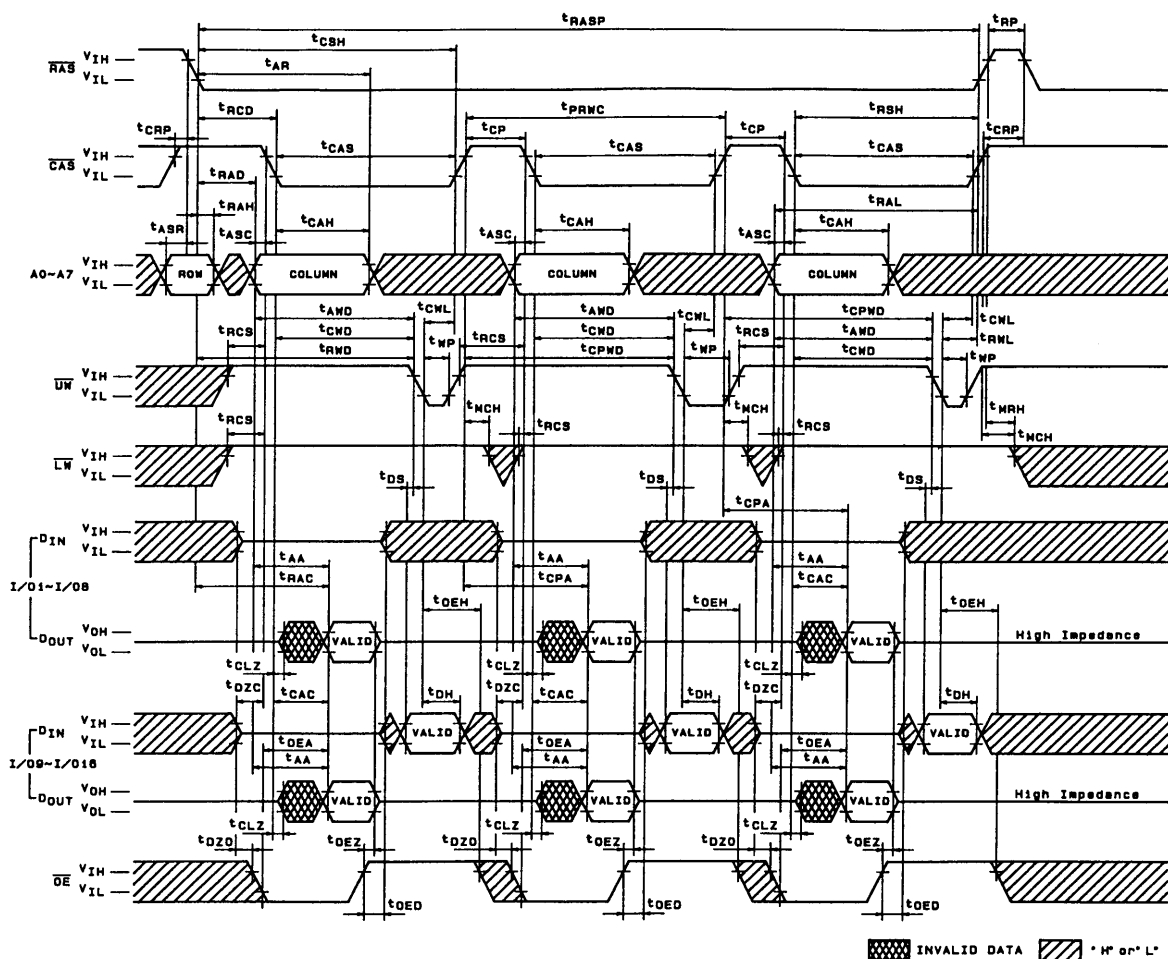 tRASP tRP
tCSH
RAS VIH tAR
VIL
tRCD tPRWC tRSH
tCRP tCP tCP tCRP
CAS VIH tCAS tCAS tCAS
VIL
tRAD
tRAH tRAL
tASR tASC tCAH tASC tCAH tASC tCAH
A0~A7 VIH ROW COLUMN COLUMN COLUMN
VIL
tAWD tCWL tAWD tCWL tCPWD tCWL
tRCS tCWD tRCS tCWD tRCS tAWD tRWL
tRWD tWP tCPWD tWP tCWD tWP
UW VIH
VIL
tRCS tMCH tRCS tMCH tRCS tMRH
LW VIH tMCH
VIL
tDS tDS tCPA tDS
DIN VIH
VIL
I/O1~I/O8 tAA tAA tAA
tRAC tCPA tCAC
tOEH tOEH tOEH
DOUT VOH VALID VALID VALID High Impedance
VOL
tCLZ tCLZ tCLZ
tDZC tCAC tDH tDZC tCAC tDH tDZC tDH
DIN VIH VALID VALID VALID
VIL
I/O9~I/O16 tOEA tOEA tOEA
tAA tAA tAA
DOUT VOH VALID VALID VALID High Impedance
VOL
tCLZ tCLZ tCLZ
tDZO tOEZ tDZO tOEZ tDZO tOEZ
OE VIH
VIL
tOED tOED tOED
INVALID DATA "H" or "L"